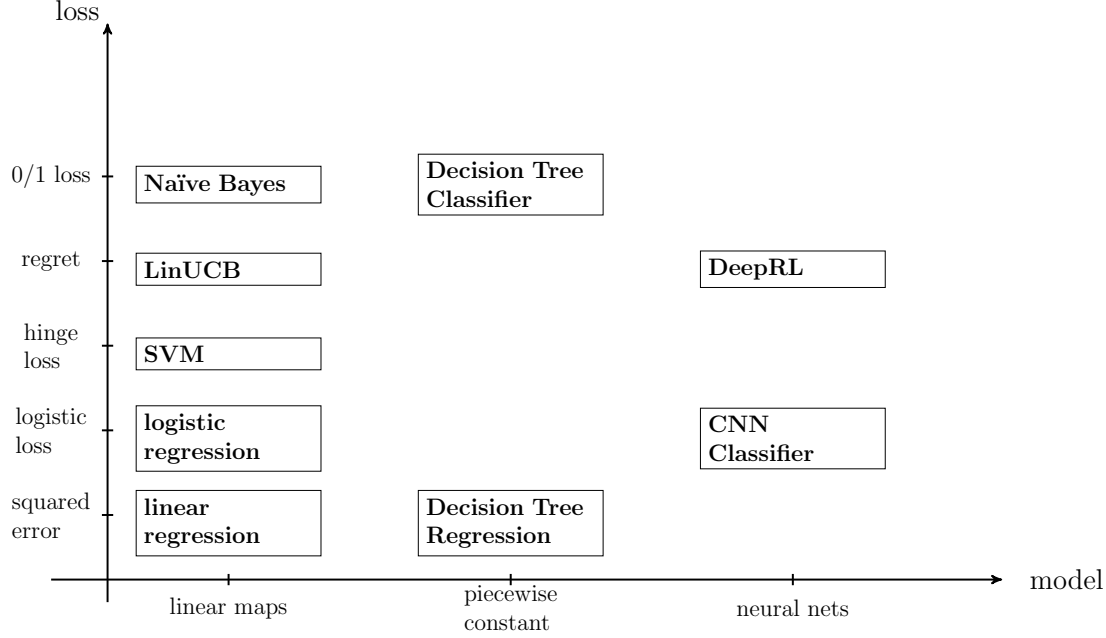 loss
0/1 loss
Naïve Bayes
Decision Tree
Classifier
regret
LinUCB
DeepRL
hinge
loss
SVM
logistic
loss
logistic
regression
CNN
Classifier
squared
error
linear
regression
Decision Tree
Regression
model
linear maps
piecewise
constant
neural nets